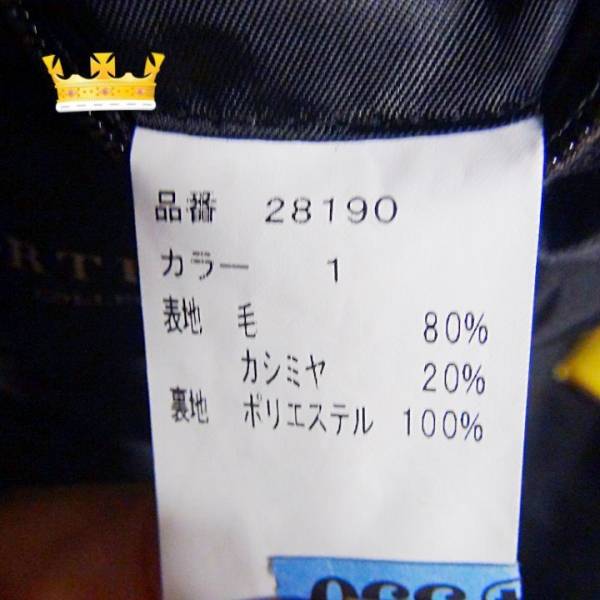 品番 28190
カラー 1
表地 毛 80%
カシミヤ 20%
裏地 ポリエステル 100%